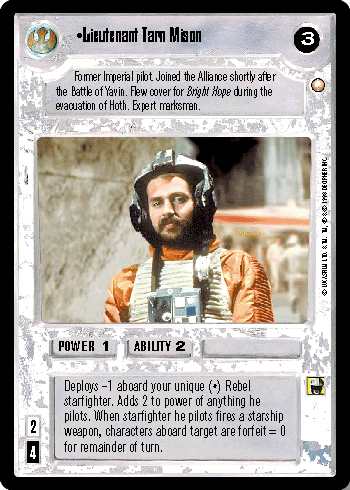 •Lieutenant Tarn Mison
3
Former Imperial pilot. Joined the Alliance shortly after
the Battle of Yavin. Flew cover for Bright Hope during the
evacuation of Hoth. Expert marksman.
POWER 1
ABILITY 2
Deploys -1 aboard your unique (•) Rebel
starfighter. Adds 2 to power of anything he
pilots. When starfighter he pilots fires a starship
weapon, characters aboard target are forfeit = 0
for remainder of turn.
2
4